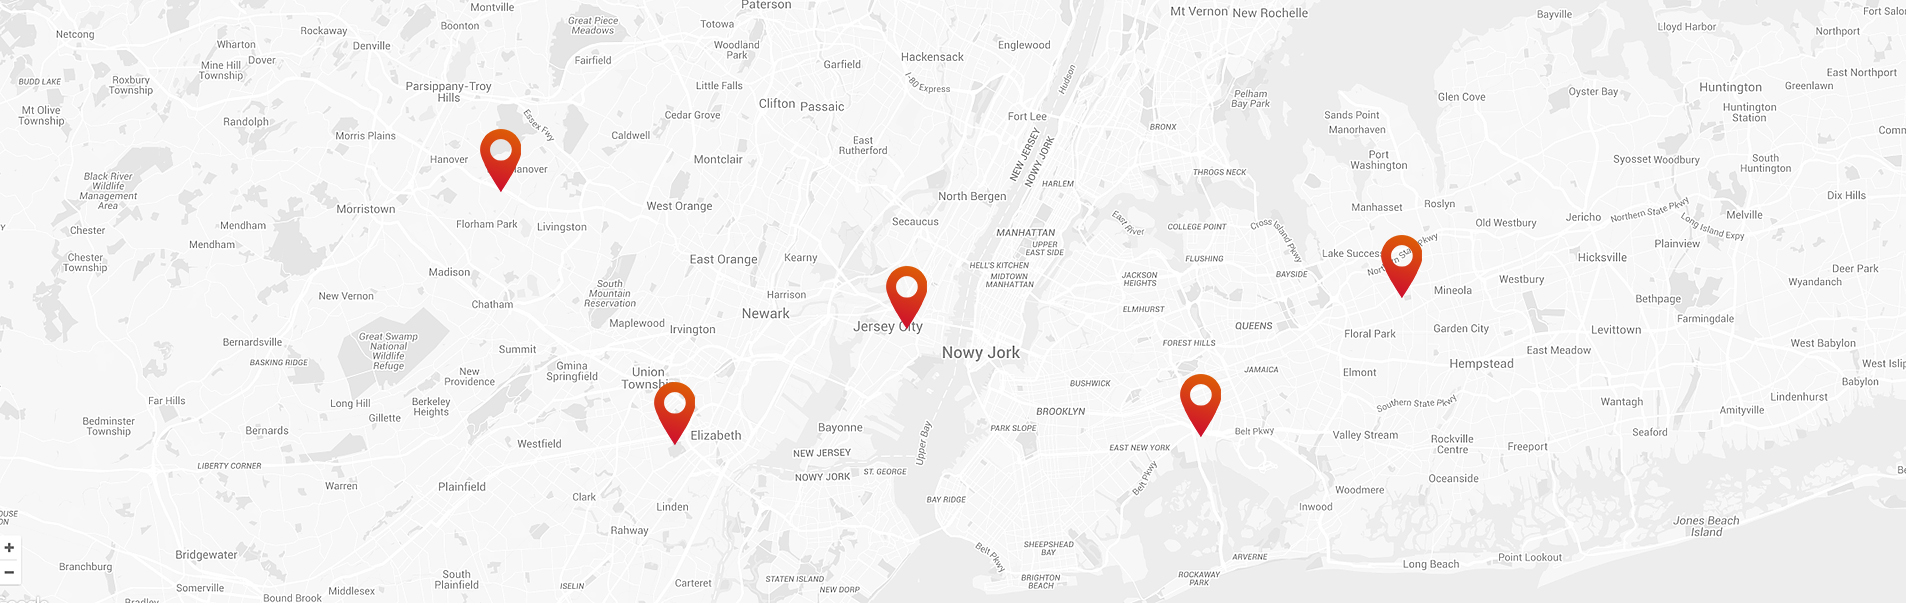 Montville
Paterson
Mt Vernon
New Rochelle
Bayville
Fort Salo
Netcong
Rockaway
Boonton
Great Piece
Meadows
Totowa
Lloyd Harbor
Northport
Wharton
Denville
Woodland
Park
Englewood
Dover
Mine Hill
Township
Fairfield
Hackensack
Garfield
East Northport
BUDD LAKE
Roxbury
Township
Parsippany-Troy
Hills
Little Falls
I-80 Express
Hudson
Huntington
Greenlawn
Oyster Bay
Glen Cove
Pelham
Bay Park
Mt Olive
Township
Clifton
Passaic
Huntington
Station
Randolph
Essex Fwy
Cedar Grove
Fort Lee
Sands Point
Manorhaven
Morris Plains
Caldwell
BRONX
Comm
East
Rutherford
NEW JERSEY
NOWY JORK
Hanover
Montclair
Port
Washington
Syosset
Woodbury
South
Huntington
anover
Black River
Wildlife
Management
Area
THROGS NECK
HARLEM
Dix Hills
North Bergen
Morristown
West Orange
Manhasset
Roslyn
Northern State Pkwy
Jericho
Melville
Mendham
Florham Park
Livingston
Secaucus
East River
COLLEGE POINT
Cross Island Pkwy
Old Westbury
Long Island Expy
Y
Chester
MANHATTAN
Mendham
UPPER
EAST SIDE
Plainview
Chester
Township
East Orange
Kearny
HELL'S KITCHEN
FLUSHING
Lake Success
Northern State Pkwy
Hicksville
Deer Park
Madison
MIDTOWN
MANHATTAN
JACKSON
HEIGHTS
BAYSIDE
Westbury
Wyandanch
South
Mountain
Reservation
New Vernon
Chatham
Harrison
Mineola
Bethpage
Newark
ELMHURST
Farmingdale
Maplewood
Irvington
Jersey City
QUEENS
Floral Park
Garden City
Levittown
Great Swamp
National
Wildlife
Refuge
Bernardsville
Summit
Nowy Jork
FOREST HILLS
East Meadow
West Babylon
BASKING RIDGE
Gmina
Springfield
Union
Township
JAMAICA
Hempstead
West Islip
New
Providence
Elmont
BUSHWICK
Babylon
Far Hills
Long Hill
Berkeley
Heights
Southern State Pkwy
Wantagh
Lindenhurst
Gillette
BROOKLYN
Amityville
Bedminster
Township
Bernards
Elizabeth
Bayonne
PARK SLOPE
Belt Pkwy
Valley Stream
Seaford
Westfield
Upper Bay
EAST NEW YORK
Rockville
Centre
Freeport
NEW JERSEY
NOWY JORK
LIBERTY CORNER
ST. GEORGE
Belt Pkwy
Be
Warren
Plainfield
Oceanside
Woodmere
Clark
Linden
BAY RIDGE
Inwood
OUSE
ON
Rahway
Jones Beach
Island
+
Bridgewater
SHEEPSHEAD
BAY
Belt Pkwy
ARVERNE
Point Lookout
Branchburg
Long Beach
−
South
Plainfield
ISELIN
Carteret
STATEN ISLAND
BRIGHTON
BEACH
ROCKAWAY
PARK
Somerville
Middlesex
NEW DORP
Bound Brook
Bradley